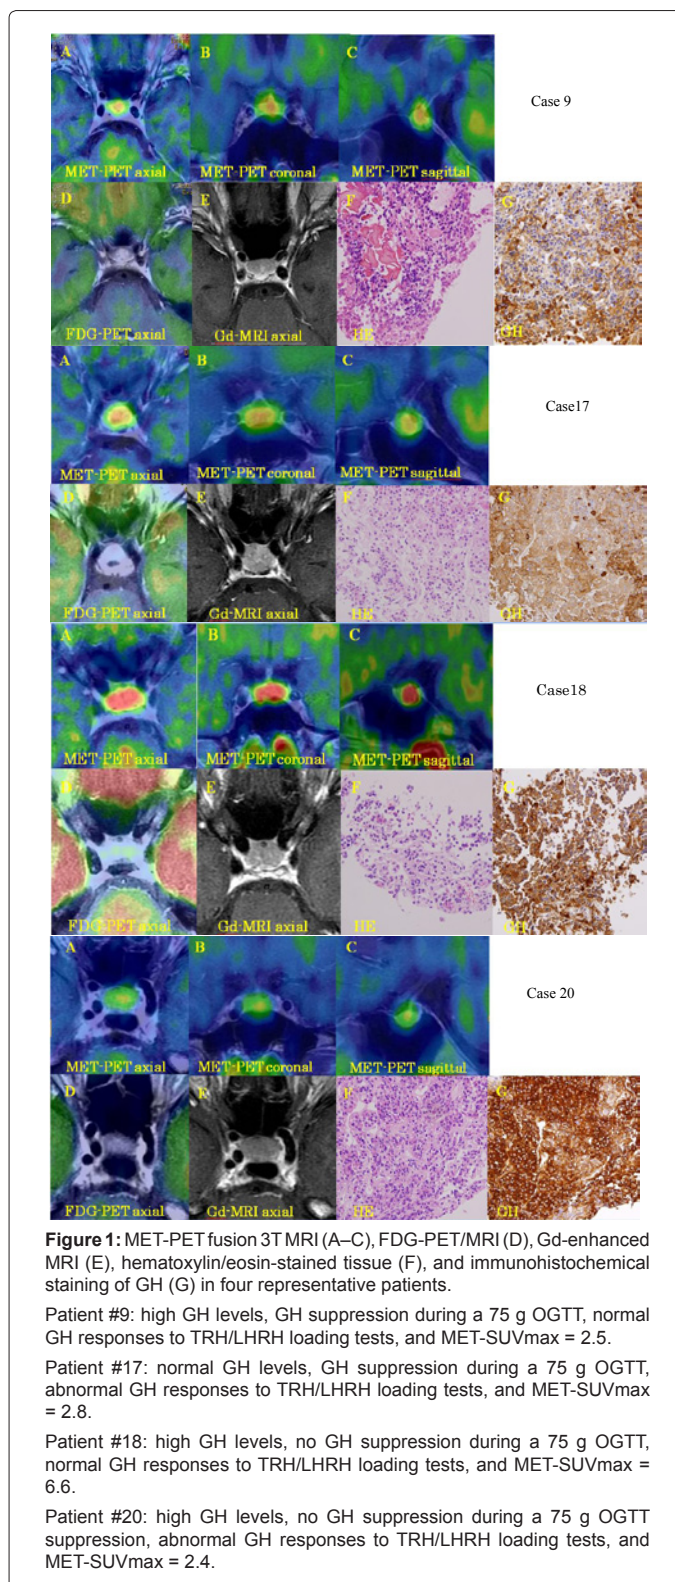 A B C
Case 9
MET-PET axial MET-PET coronal MET-PET sagittal
D E F G
FDG-PET axial Gd-MRI axial HE GH
A B C
Case17
MET-PET axial MET-PET coronal MET-PET sagittal
D E F G
FDG-PET axial Gd-MRI axial HE GH
A B C
Case18
MET-PET axial MET-PET coronal MET-PET sagittal
D E F G
FDG-PET axial Gd-MRI axial HE GH
A B C
Case 20
MET-PET axial MET-PET coronal MET-PET sagittal
D E F G
FDG-PET axial Gd-MRI axial HE GH
Figure 1: MET-PET fusion 3T MRI (A–C), FDG-PET/MRI (D), Gd-enhanced
MRI (E), hematoxylin/eosin-stained tissue (F), and immunohistochemical
staining of GH (G) in four representative patients.
Patient #9: high GH levels, GH suppression during a 75 g OGTT, normal
GH responses to TRH/LHRH loading tests, and MET-SUVmax = 2.5.
Patient #17: normal GH levels, GH suppression during a 75 g OGTT,
abnormal GH responses to TRH/LHRH loading tests, and MET-SUVmax
= 2.8.
Patient #18: high GH levels, no GH suppression during a 75 g OGTT,
normal GH responses to TRH/LHRH loading tests, and MET-SUVmax =
6.6.
Patient #20: high GH levels, no GH suppression during a 75 g OGTT
suppression, abnormal GH responses to TRH/LHRH loading tests, and
MET-SUVmax = 2.4.